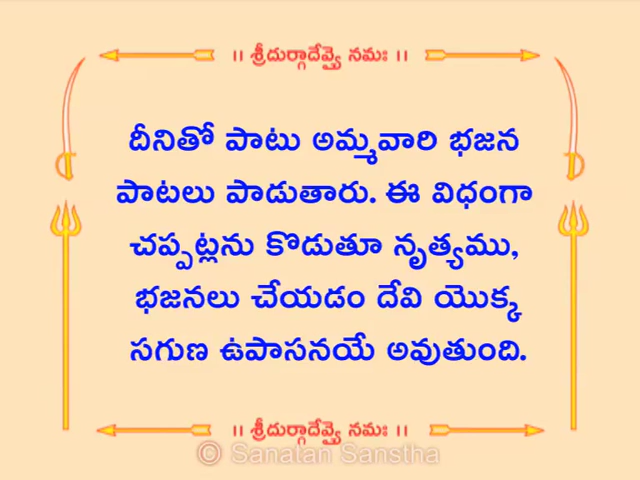 ।। శ్రీదుర్గాదేవ్యై నమః ।।
దీనితో పాటు అమ్మవారి భజన
పాటలు పాడుతారు. ఈ విధంగా
చప్పట్లను కొడుతూ నృత్యము,
భజనలు చేయడం దేవి యొక్క
సగుణ ఉపాసనయే అవుతుంది.
।। శ్రీదుర్గాదేవ్యై నమః ।।
© Sanatan Sanstha